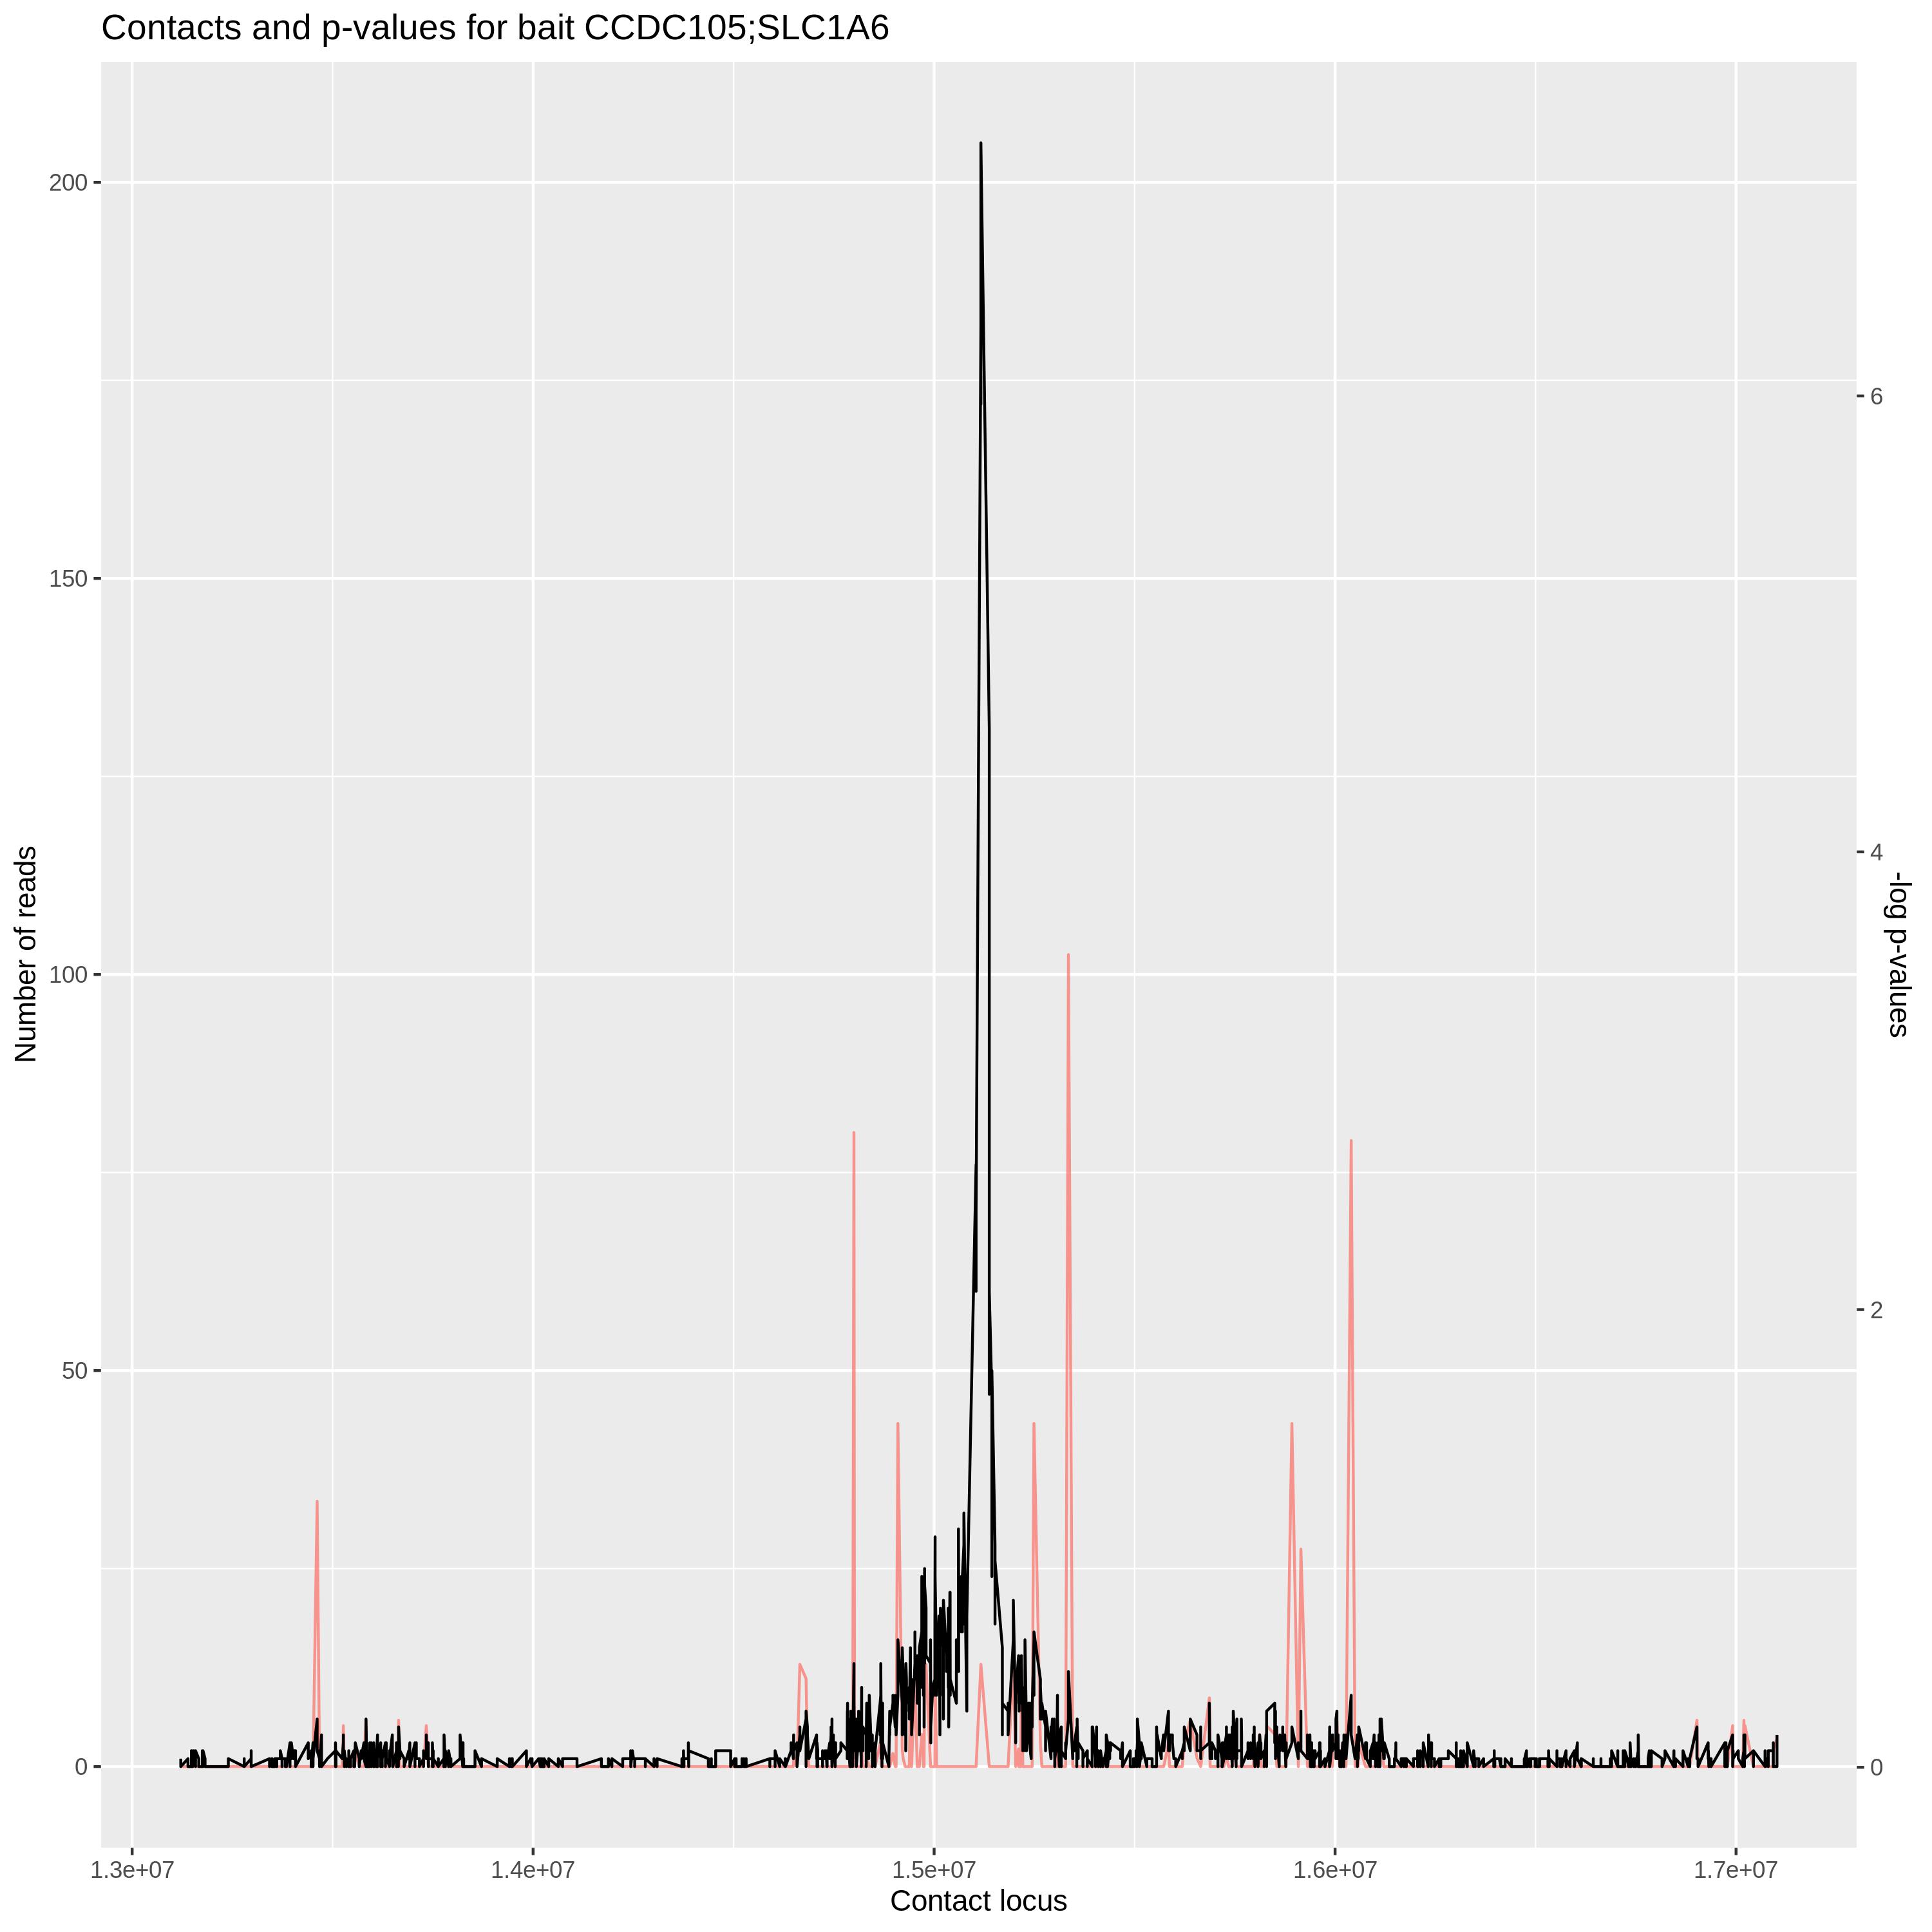 Contacts and p-values for bait CCDC105;SLC1A6
200
150
100
50
0
Number of reads
6
4
2
0
-log p-values
1.3e+07
1.4e+07
1.5e+07
1.6e+07
1.7e+07
Contact locus